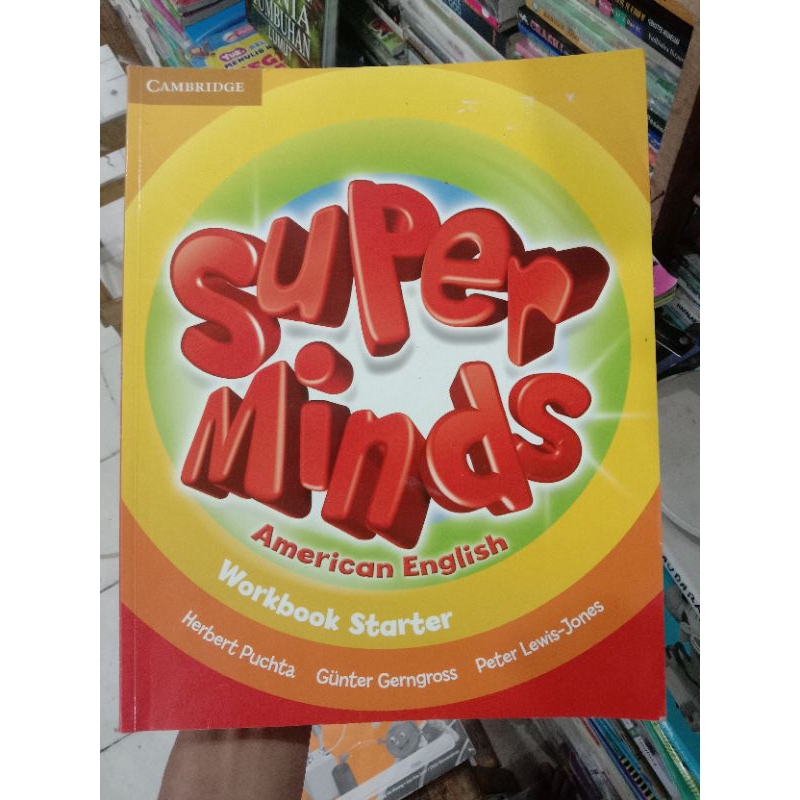 CAMBRIDGE
Super
Minds
American English
Workbook Starter
Herbert Puchta Günter Gerngross Peter Lewis-Jones